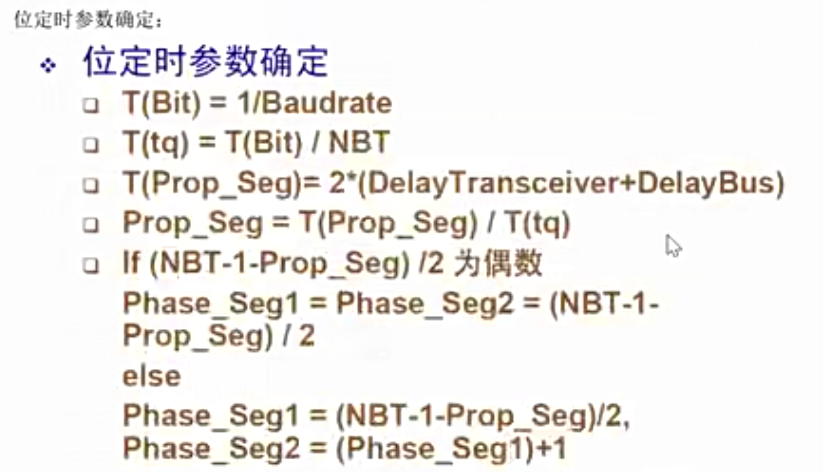 位定时参数确定：
位定时参数确定
T(Bit) = 1/Baudrate
T(tq) = T(Bit) / NBT
T(Prop_Seg)= 2*(DelayTransceiver+DelayBus)
Prop_Seg = T(Prop_Seg) / T(tq)
If (NBT-1-Prop_Seg) /2 为偶数
Phase_Seg1 = Phase_Seg2 = (NBT-1-
Prop_Seg) / 2
else
Phase_Seg1 = (NBT-1-Prop_Seg)/2,
Phase_Seg2 = (Phase_Seg1)+1